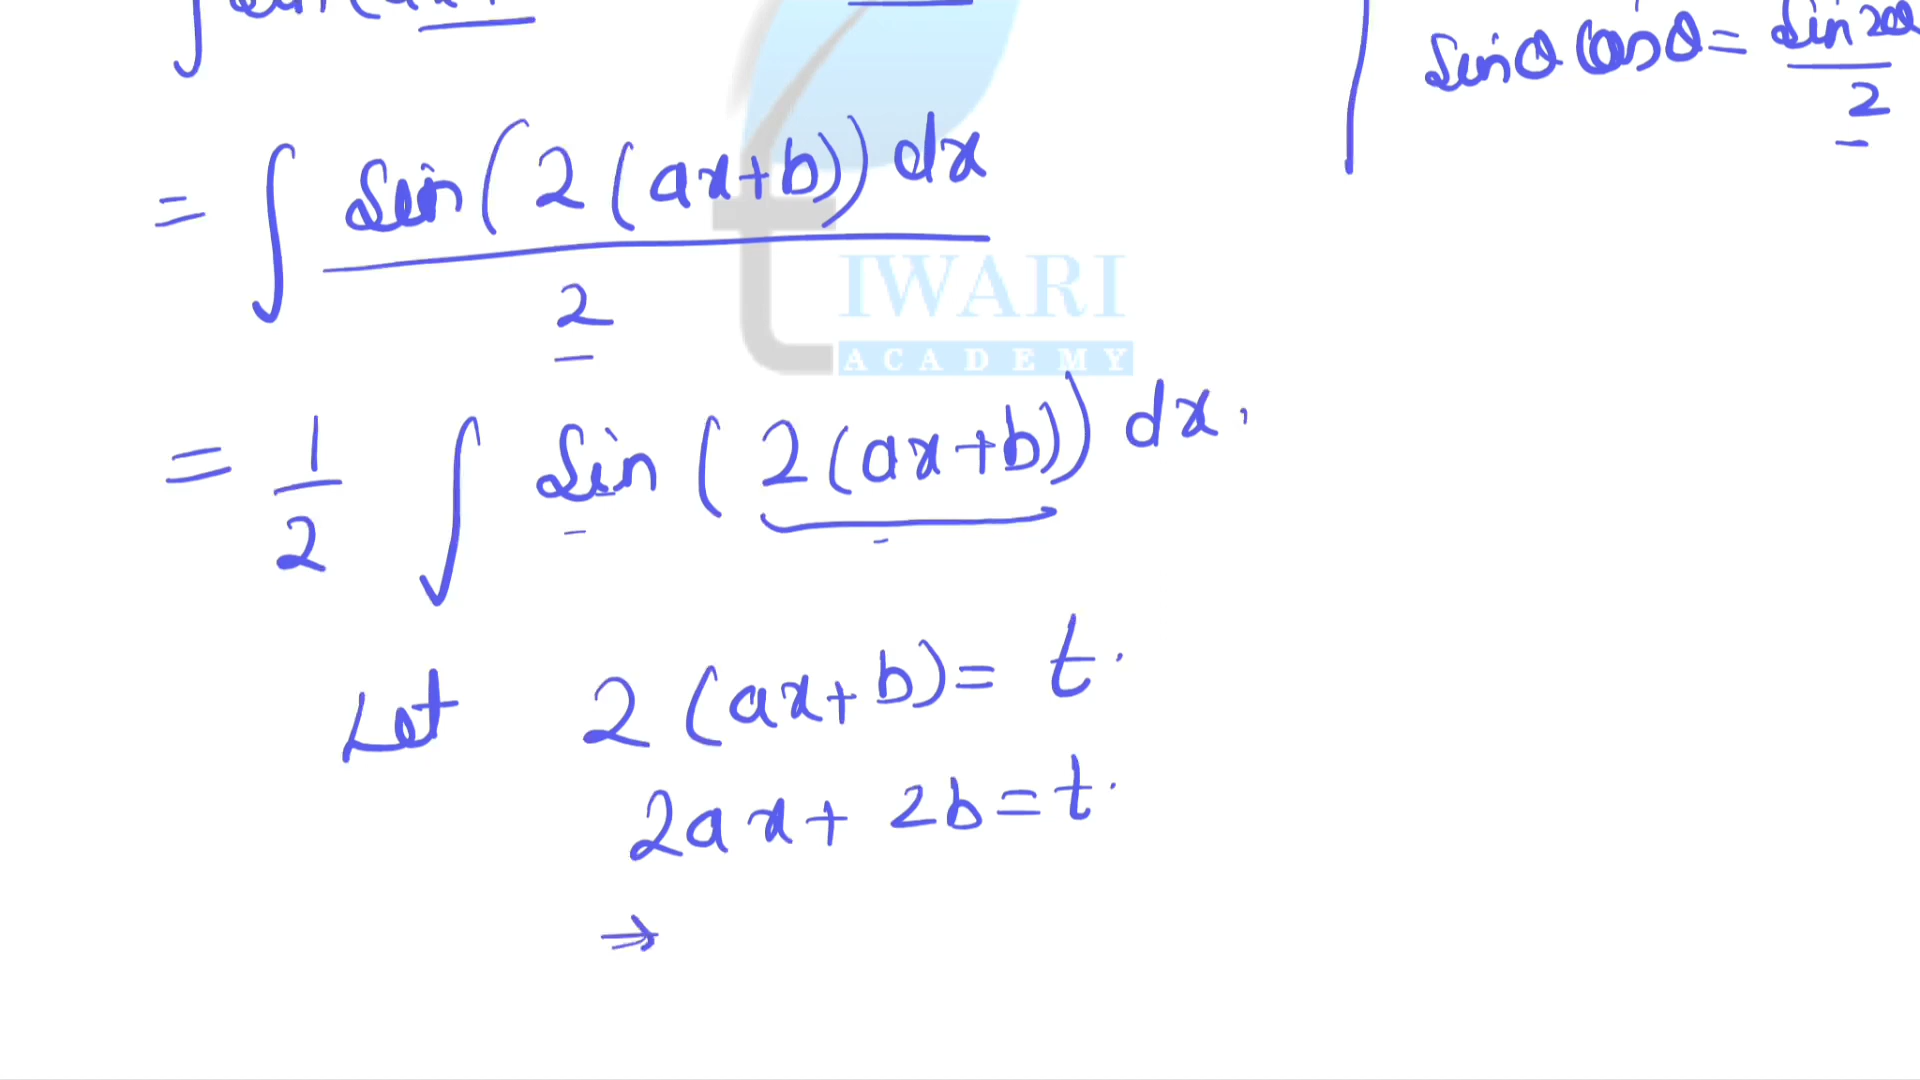 sinθ cosθ = sin2θ / 2
= ∫ sin(2(ax+b)) dx / 2
IWARI
ACADEMY
= 1/2 ∫ sin(2(ax+b)) dx.
Let 2(ax+b) = t.
2ax + 2b = t.
⇒